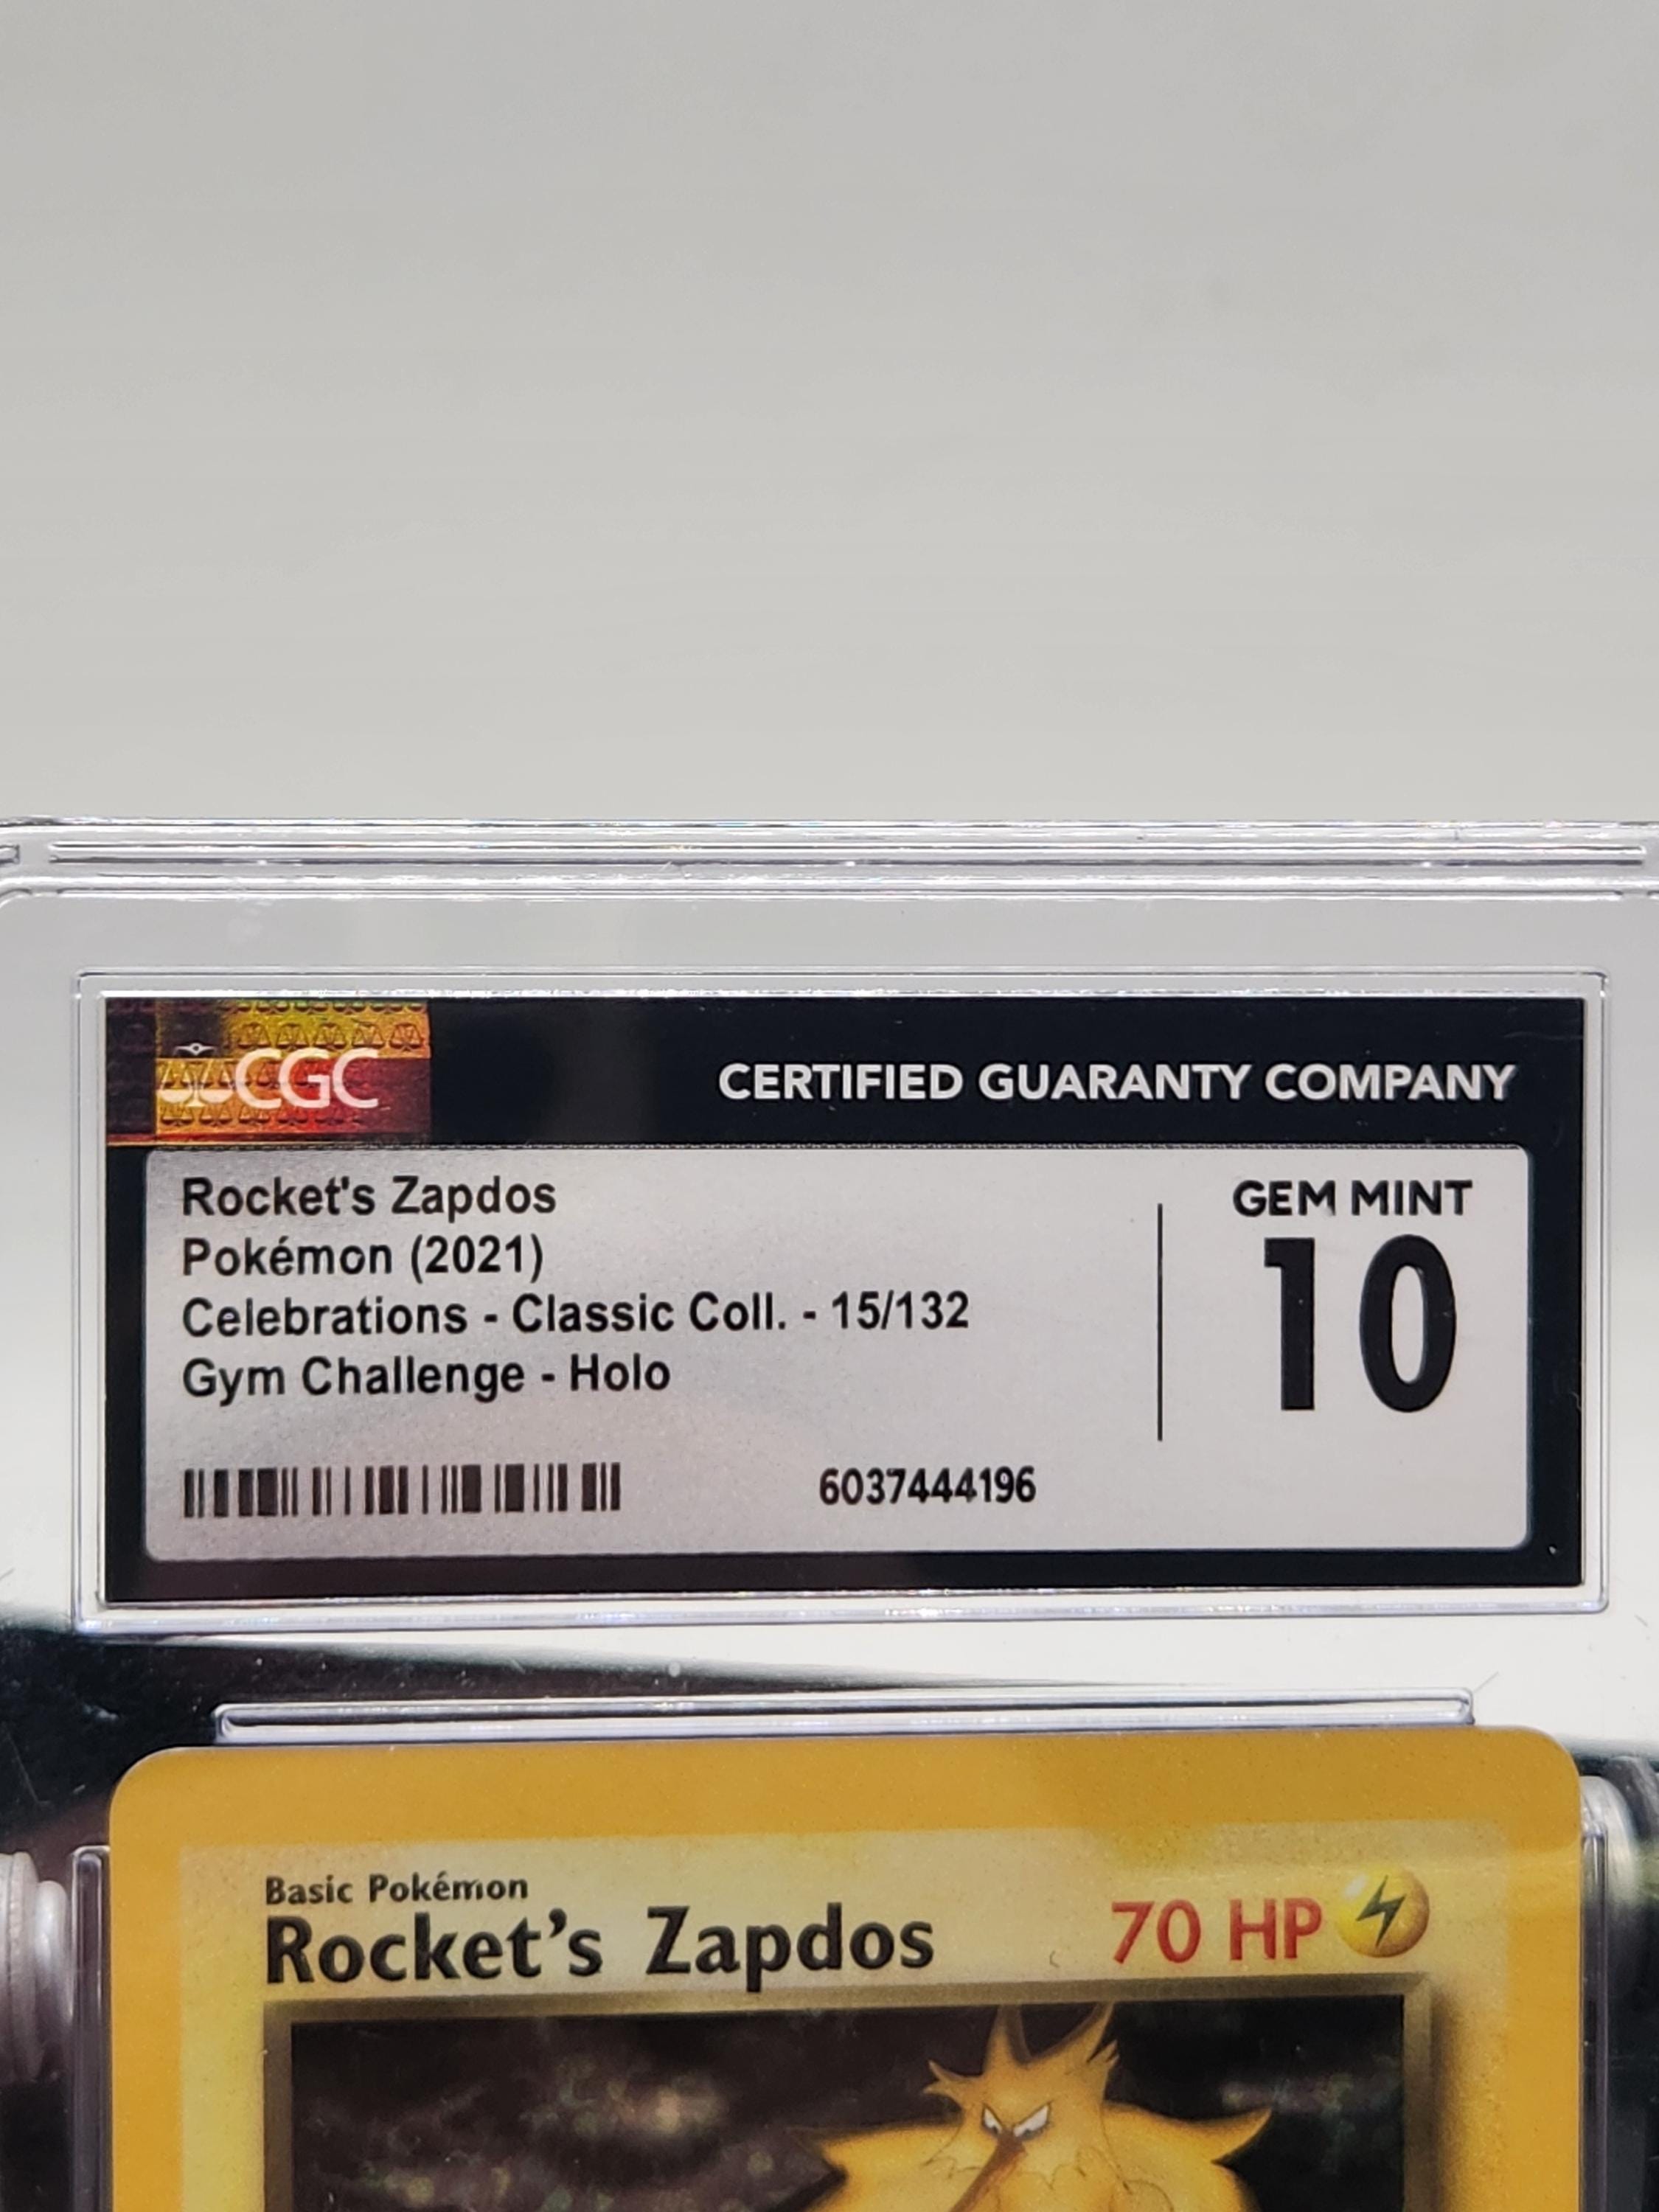 CGC
CERTIFIED GUARANTY COMPANY
Rocket's Zapdos
Pokémon (2021)
Celebrations - Classic Coll. - 15/132
Gym Challenge - Holo
GEM MINT
10
6037444196
Basic Pokémon
Rocket's Zapdos
70 HP